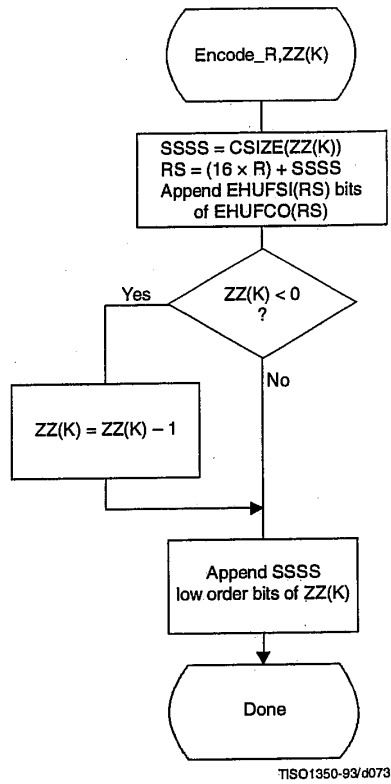 Encode_R,ZZ(K)
SSSS = CSIZE(ZZ(K))
RS = (16 × R) + SSSS
Append EHUFSI(RS) bits
of EHUFCO(RS)
ZZ(K) < 0
?
Yes
No
ZZ(K) = ZZ(K) – 1
Append SSSS
low order bits of ZZ(K)
Done
TISO1350-93/d073